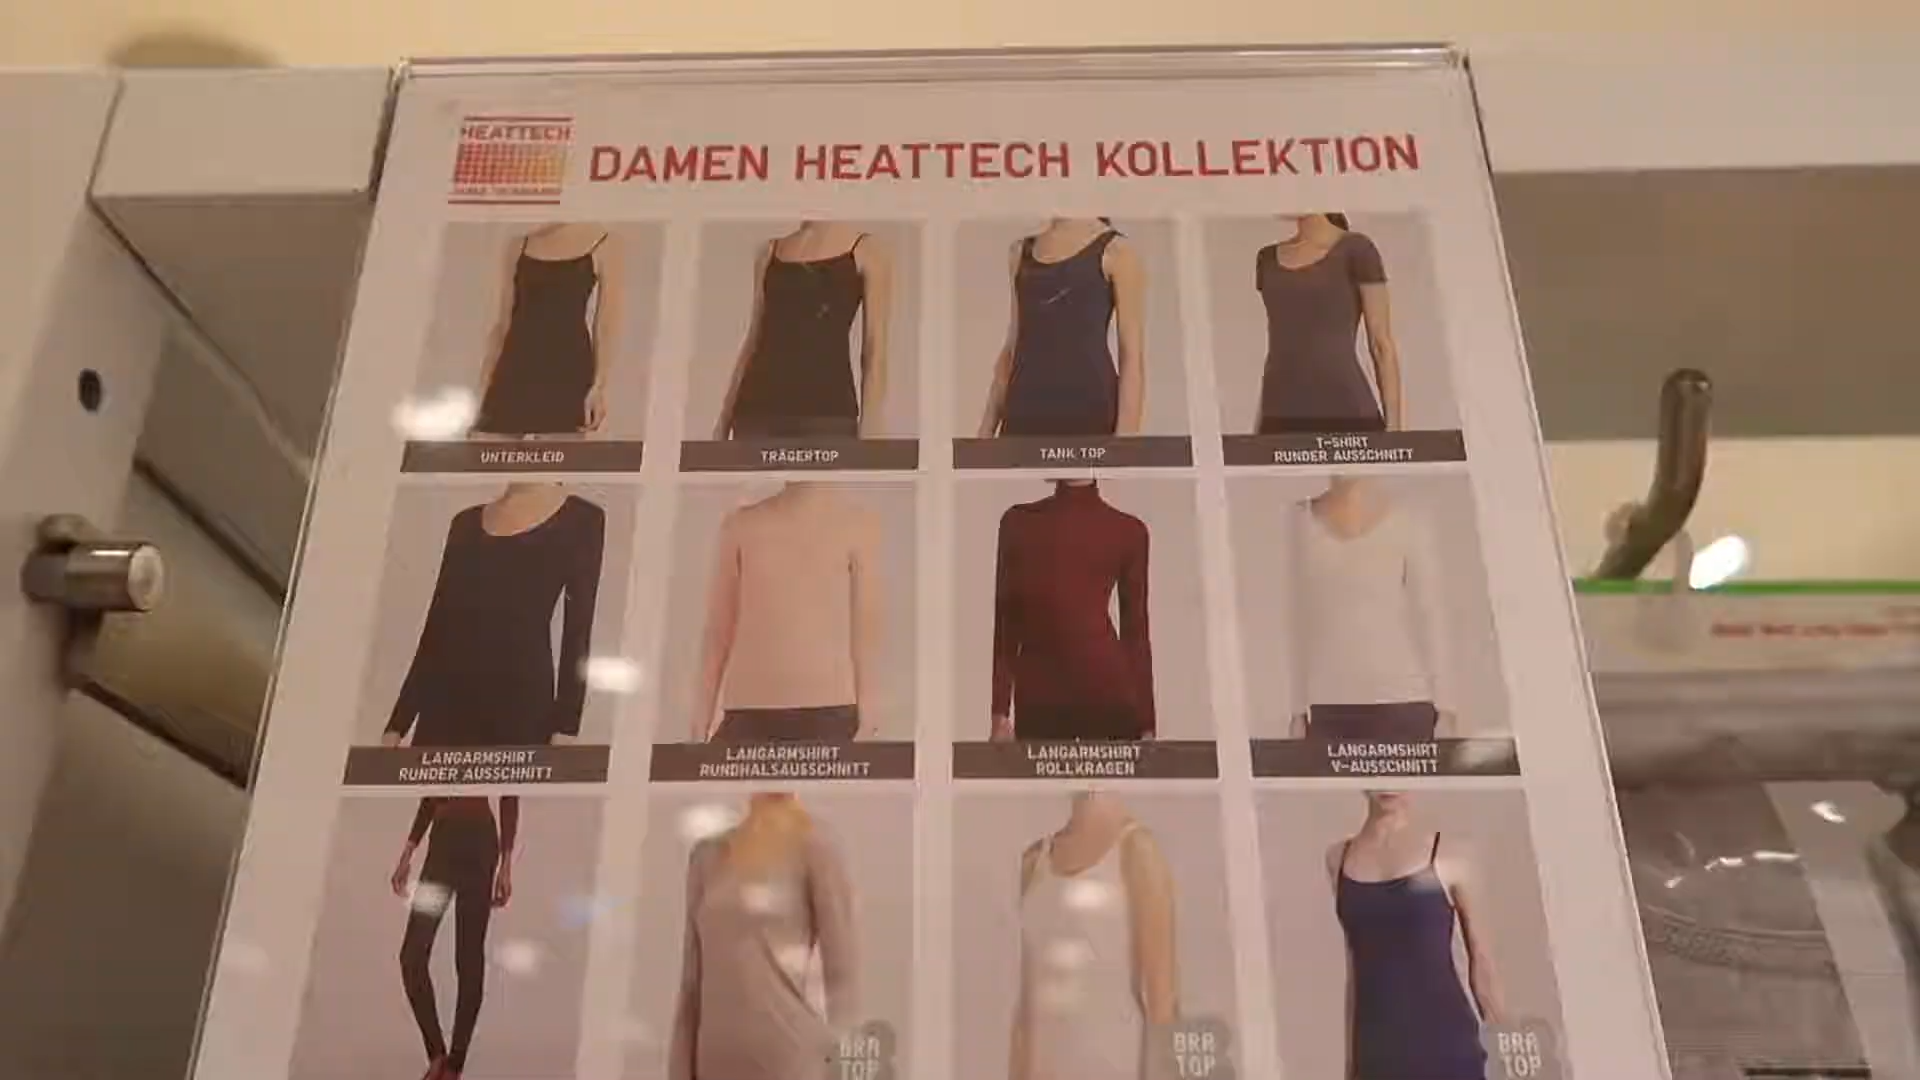 HEATTECH
DAMEN HEATTECH KOLLEKTION
UNTERKLEID
TRÄGERTOP
TANK TOP
T-SHIRT
RUNDER AUSSCHNITT
LANGARMSHIRT
RUNDER AUSSCHNITT
LANGARMSHIRT
RUNDHALSAUSSCHNITT
LANGARMSHIRT
ROLLKRAGEN
LANGARMSHIRT
V-AUSSCHNITT
BRA
TOP
BRA
TOP
BRA
TOP